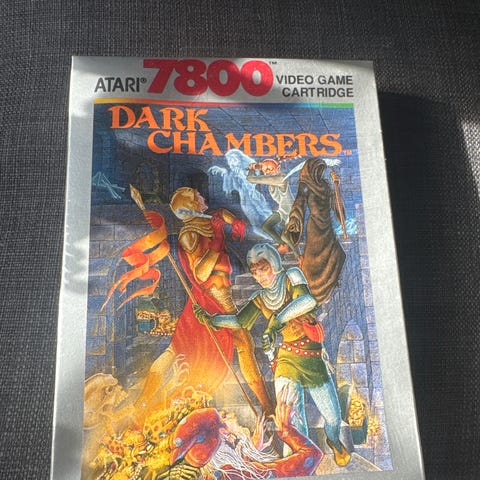 ATARI® 7800™ VIDEO GAME
CARTRIDGE
DARK
CHAMBERS™